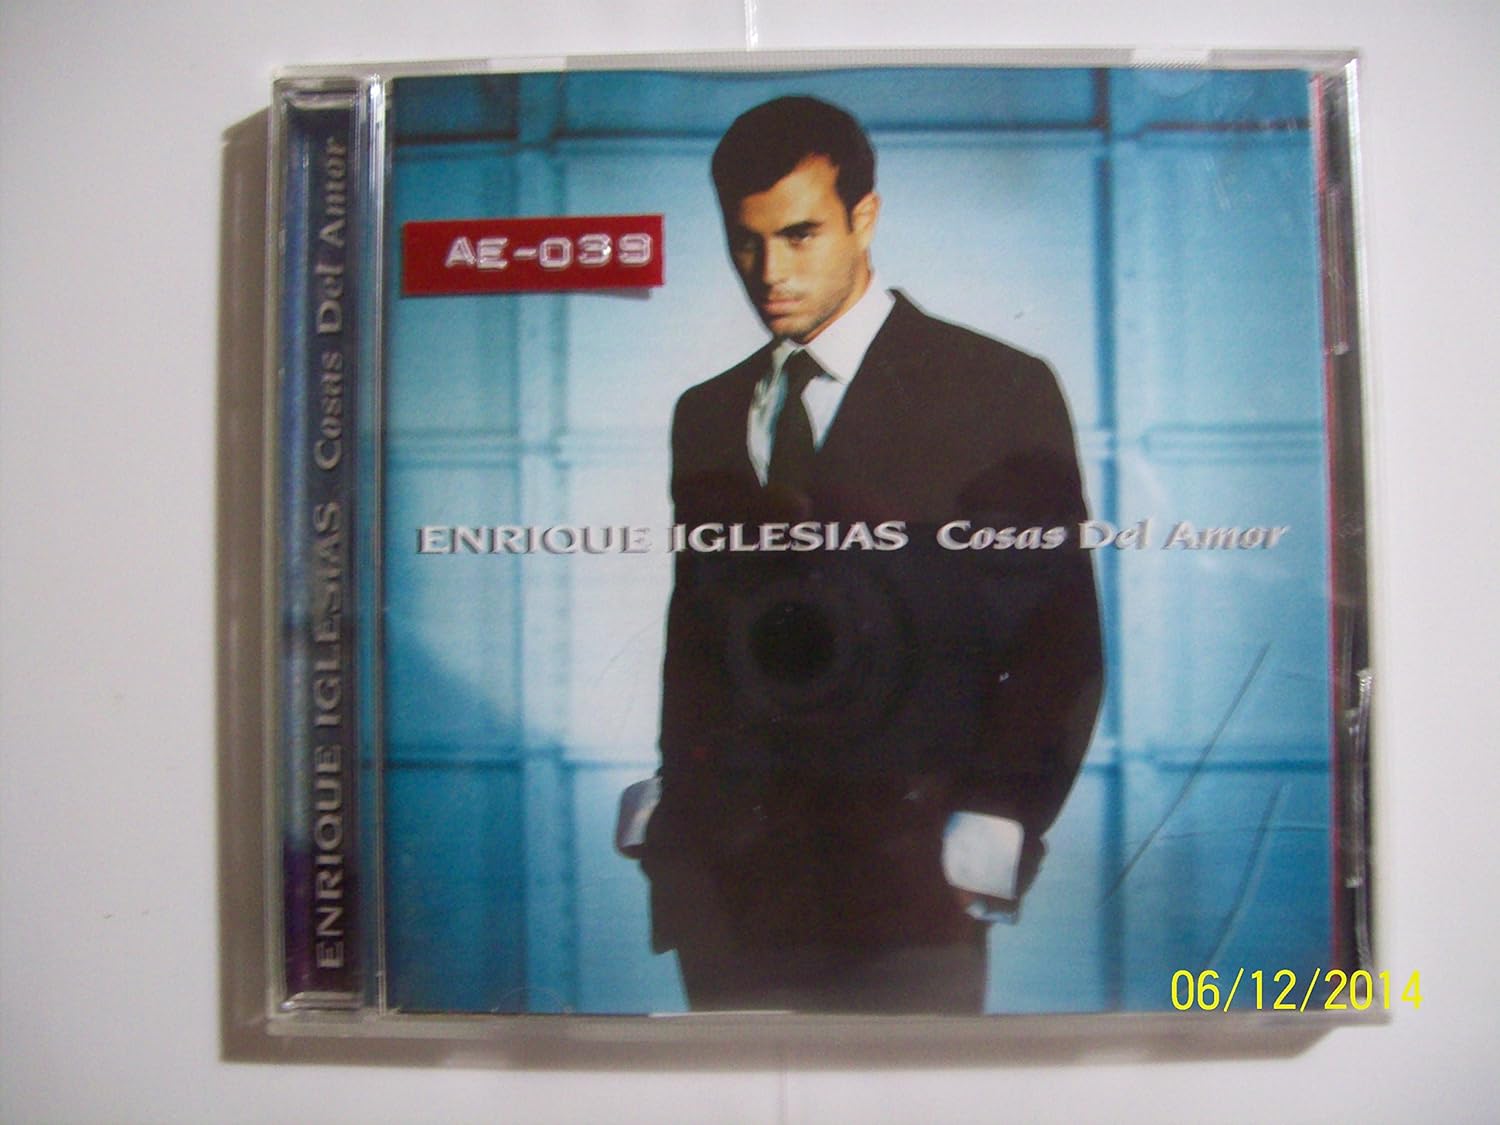 ENRIQUE IGLESIAS Cosas Del Amor
AE-039
ENRIQUE IGLESIAS Cosas Del Amor
06/12/2014